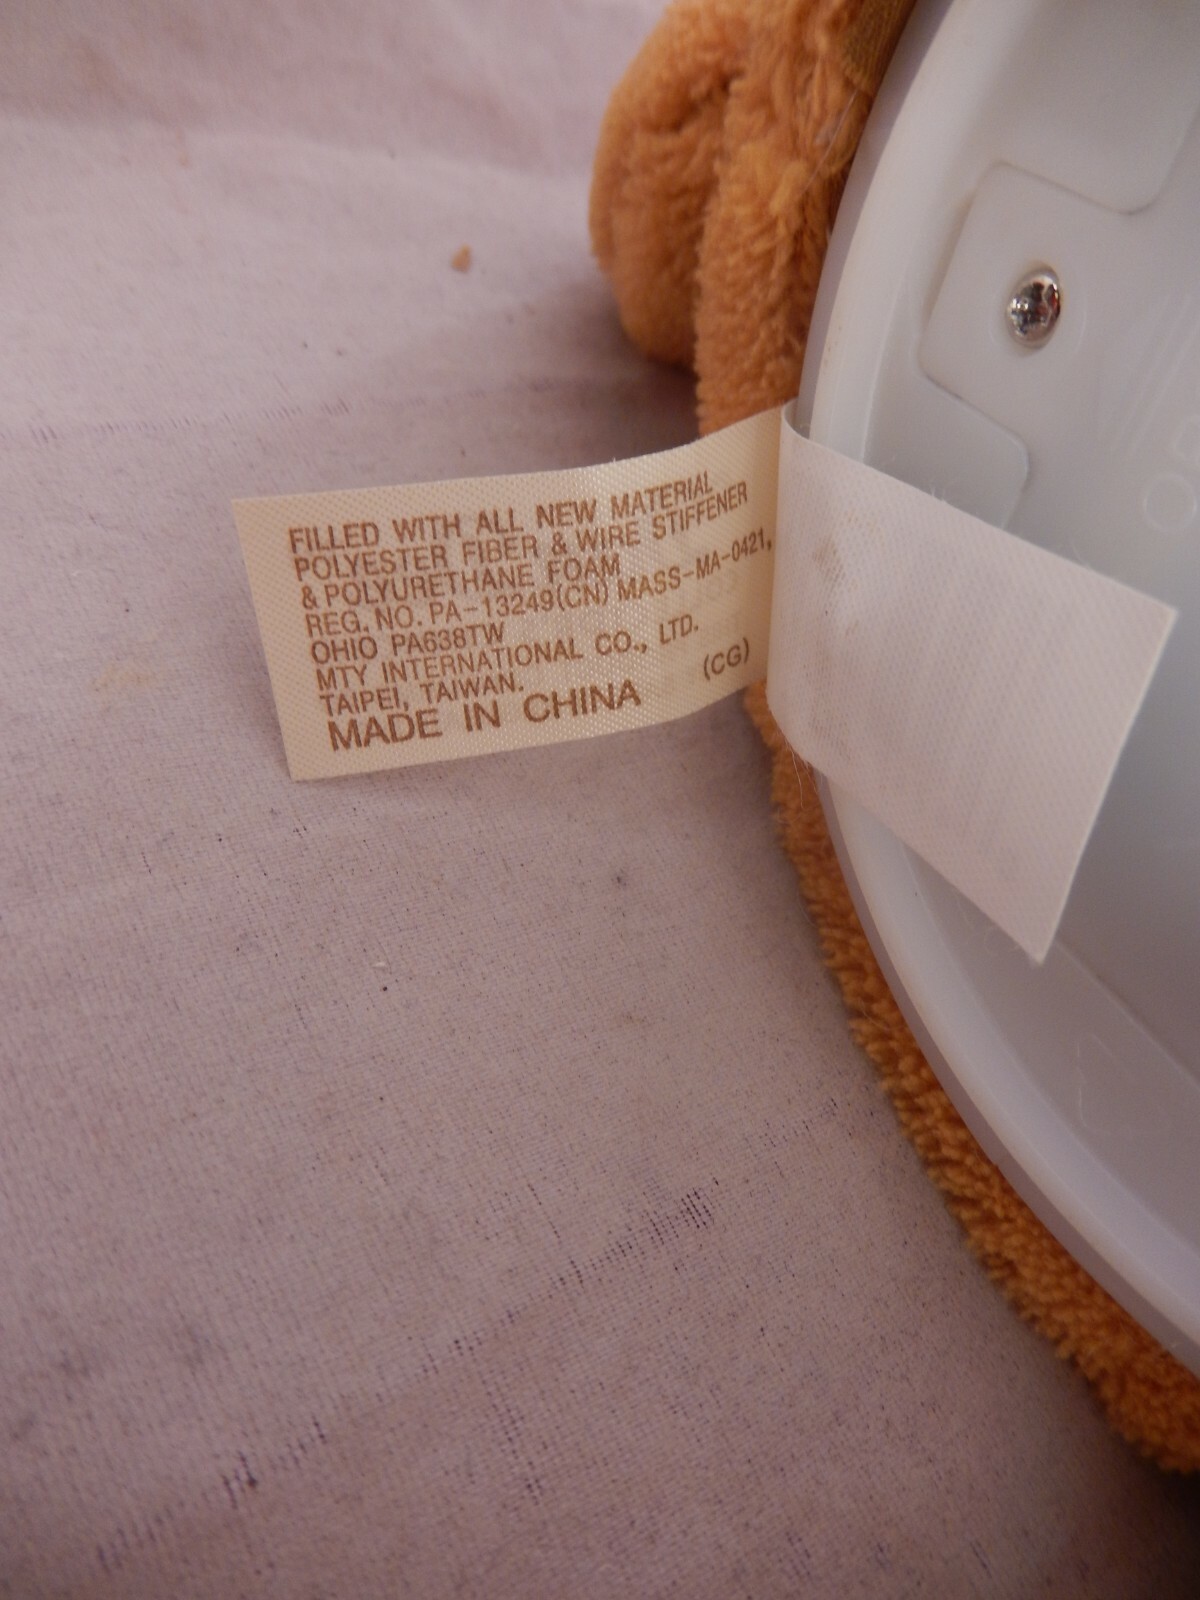 FILLED WITH ALL NEW MATERIAL
POLYESTER FIBER & WIRE STIFFENER
& POLYURETHANE FOAM
REG. NO. PA-13249(CN) MASS-MA-0421,
OHIO PA638TW
MTY INTERNATIONAL CO., LTD.
TAIPEI, TAIWAN. (CG)
MADE IN CHINA